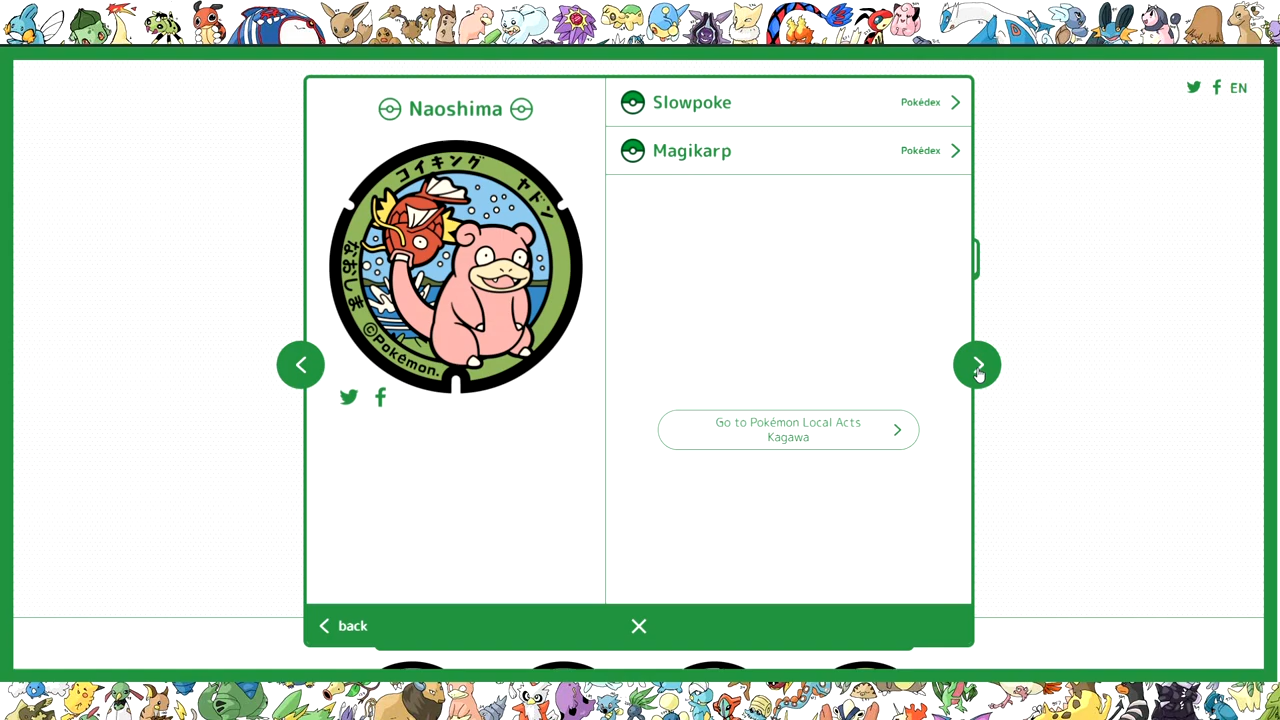 EN
Naoshima
コイキング
ヤドン
なおしま
©Pokémon.
Slowpoke
Pokédex
Magikarp
Pokédex
Go to Pokémon Local Acts
Kagawa
back